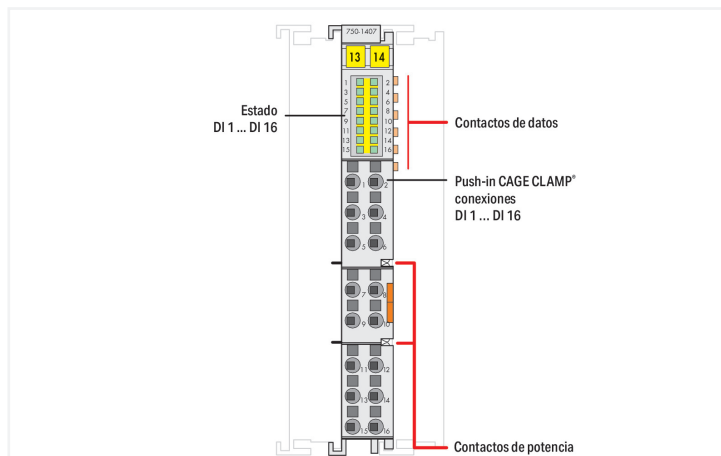 750-1407
13 14
1 2
3 4
5 6
7 8
9 10
11 12
13 14
15 16
Estado
DI 1 ... DI 16
Contactos de datos
Push-in CAGE CLAMP®
conexiones
DI 1 ... DI 16
1 2
3 4
5 6
7 8
9 10
11 12
13 14
15 16
Contactos de potencia